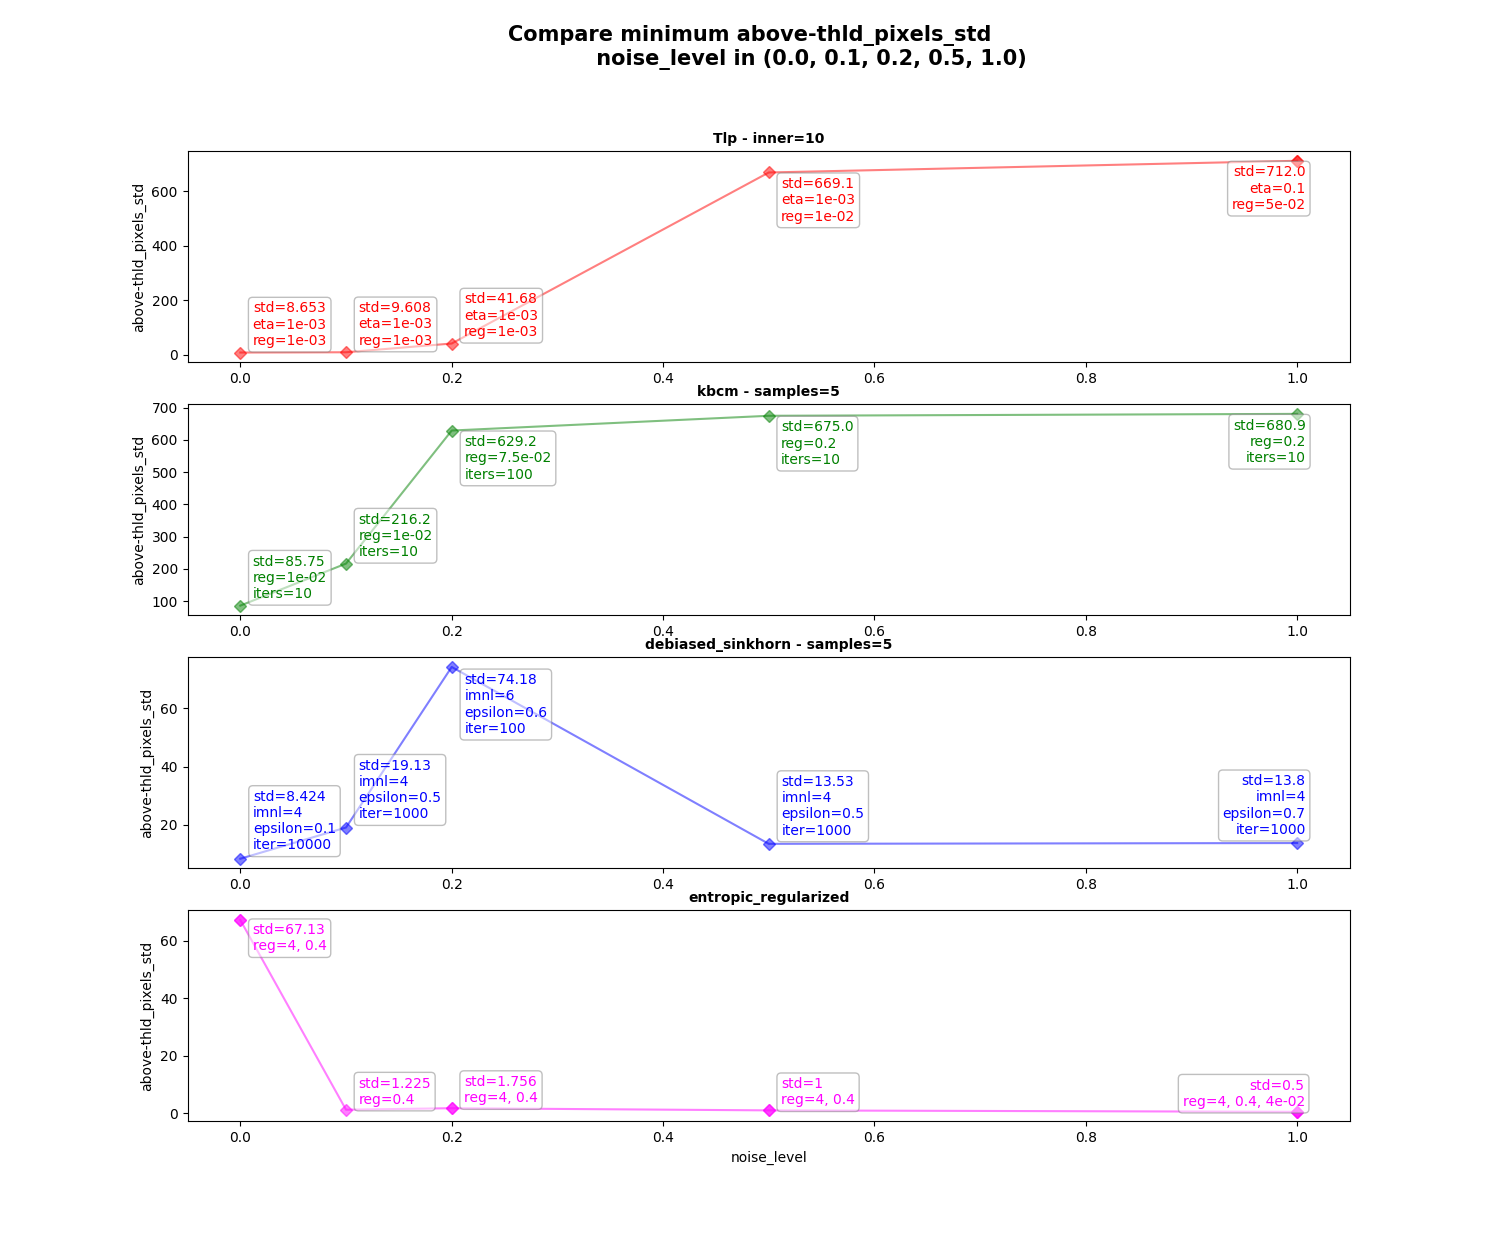 Compare minimum above-thld_pixels_std
noise_level in (0.0, 0.1, 0.2, 0.5, 1.0)
Tlp - inner=10
above-thld_pixels_std
600
400
200
0
std=8.653
eta=1e-03
reg=1e-03
std=9.608
eta=1e-03
reg=1e-03
std=41.68
eta=1e-03
reg=1e-03
std=669.1
eta=1e-03
reg=1e-02
std=712.0
eta=0.1
reg=5e-02
0.0 0.2 0.4 0.6 0.8 1.0
kbcm - samples=5
above-thld_pixels_std
700
600
500
400
300
200
100
std=85.75
reg=1e-02
iters=10
std=216.2
reg=1e-02
iters=10
std=629.2
reg=7.5e-02
iters=100
std=675.0
reg=0.2
iters=10
std=680.9
reg=0.2
iters=10
0.0 0.2 0.4 0.6 0.8 1.0
debiased_sinkhorn - samples=5
above-thld_pixels_std
60
40
20
std=8.424
imnl=4
epsilon=0.1
iter=10000
std=19.13
imnl=4
epsilon=0.5
iter=1000
std=74.18
imnl=6
epsilon=0.6
iter=100
std=13.53
imnl=4
epsilon=0.5
iter=1000
std=13.8
imnl=4
epsilon=0.7
iter=1000
0.0 0.2 0.4 0.6 0.8 1.0
entropic_regularized
above-thld_pixels_std
60
40
20
0
std=67.13
reg=4, 0.4
std=1.225
reg=0.4
std=1.756
reg=4, 0.4
std=1
reg=4, 0.4
std=0.5
reg=4, 0.4, 4e-02
0.0 0.2 0.4 0.6 0.8 1.0
noise_level